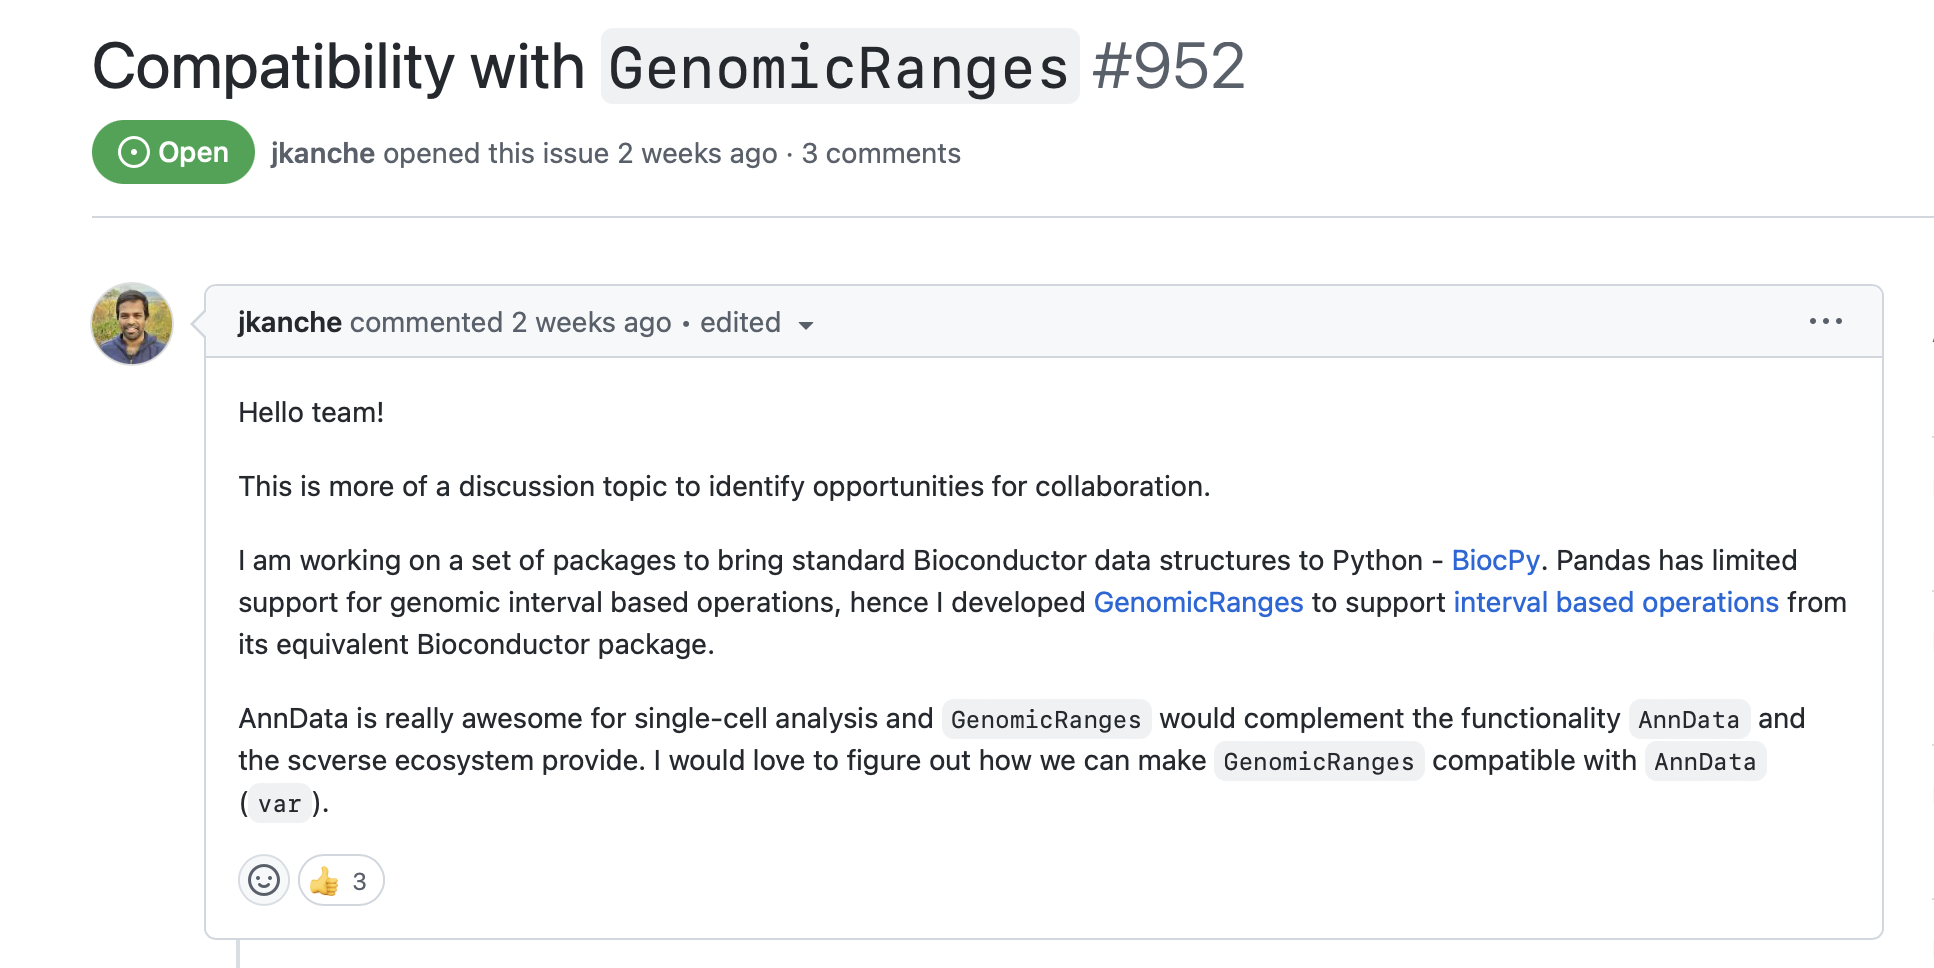 Compatibility with GenomicRanges #952
Open jkanche opened this issue 2 weeks ago · 3 comments
jkanche commented 2 weeks ago • edited
Hello team!
This is more of a discussion topic to identify opportunities for collaboration.
I am working on a set of packages to bring standard Bioconductor data structures to Python - BiocPy. Pandas has limited
support for genomic interval based operations, hence I developed GenomicRanges to support interval based operations from
its equivalent Bioconductor package.
AnnData is really awesome for single-cell analysis and GenomicRanges would complement the functionality AnnData and
the scverse ecosystem provide. I would love to figure out how we can make GenomicRanges compatible with AnnData
(var).
👍 3